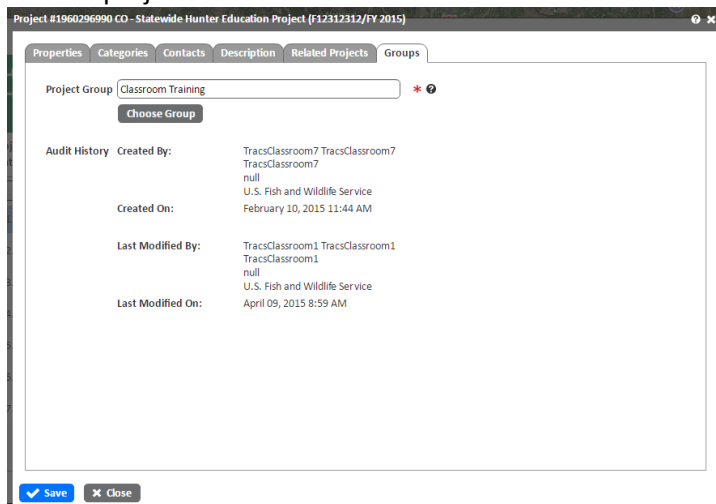 Project #1960296990 CO - Statewide Hunter Education Project (F12312312/FY 2015)
Properties Categories Contacts Description Related Projects Groups
Project Group Classroom Training *
Choose Group
Audit History Created By: TracsClassroom7 TracsClassroom7
TracsClassroom7
null
U.S. Fish and Wildlife Service
Created On: February 10, 2015 11:44 AM
Last Modified By: TracsClassroom1 TracsClassroom1
TracsClassroom1
null
U.S. Fish and Wildlife Service
Last Modified On: April 09, 2015 8:59 AM
Save Close